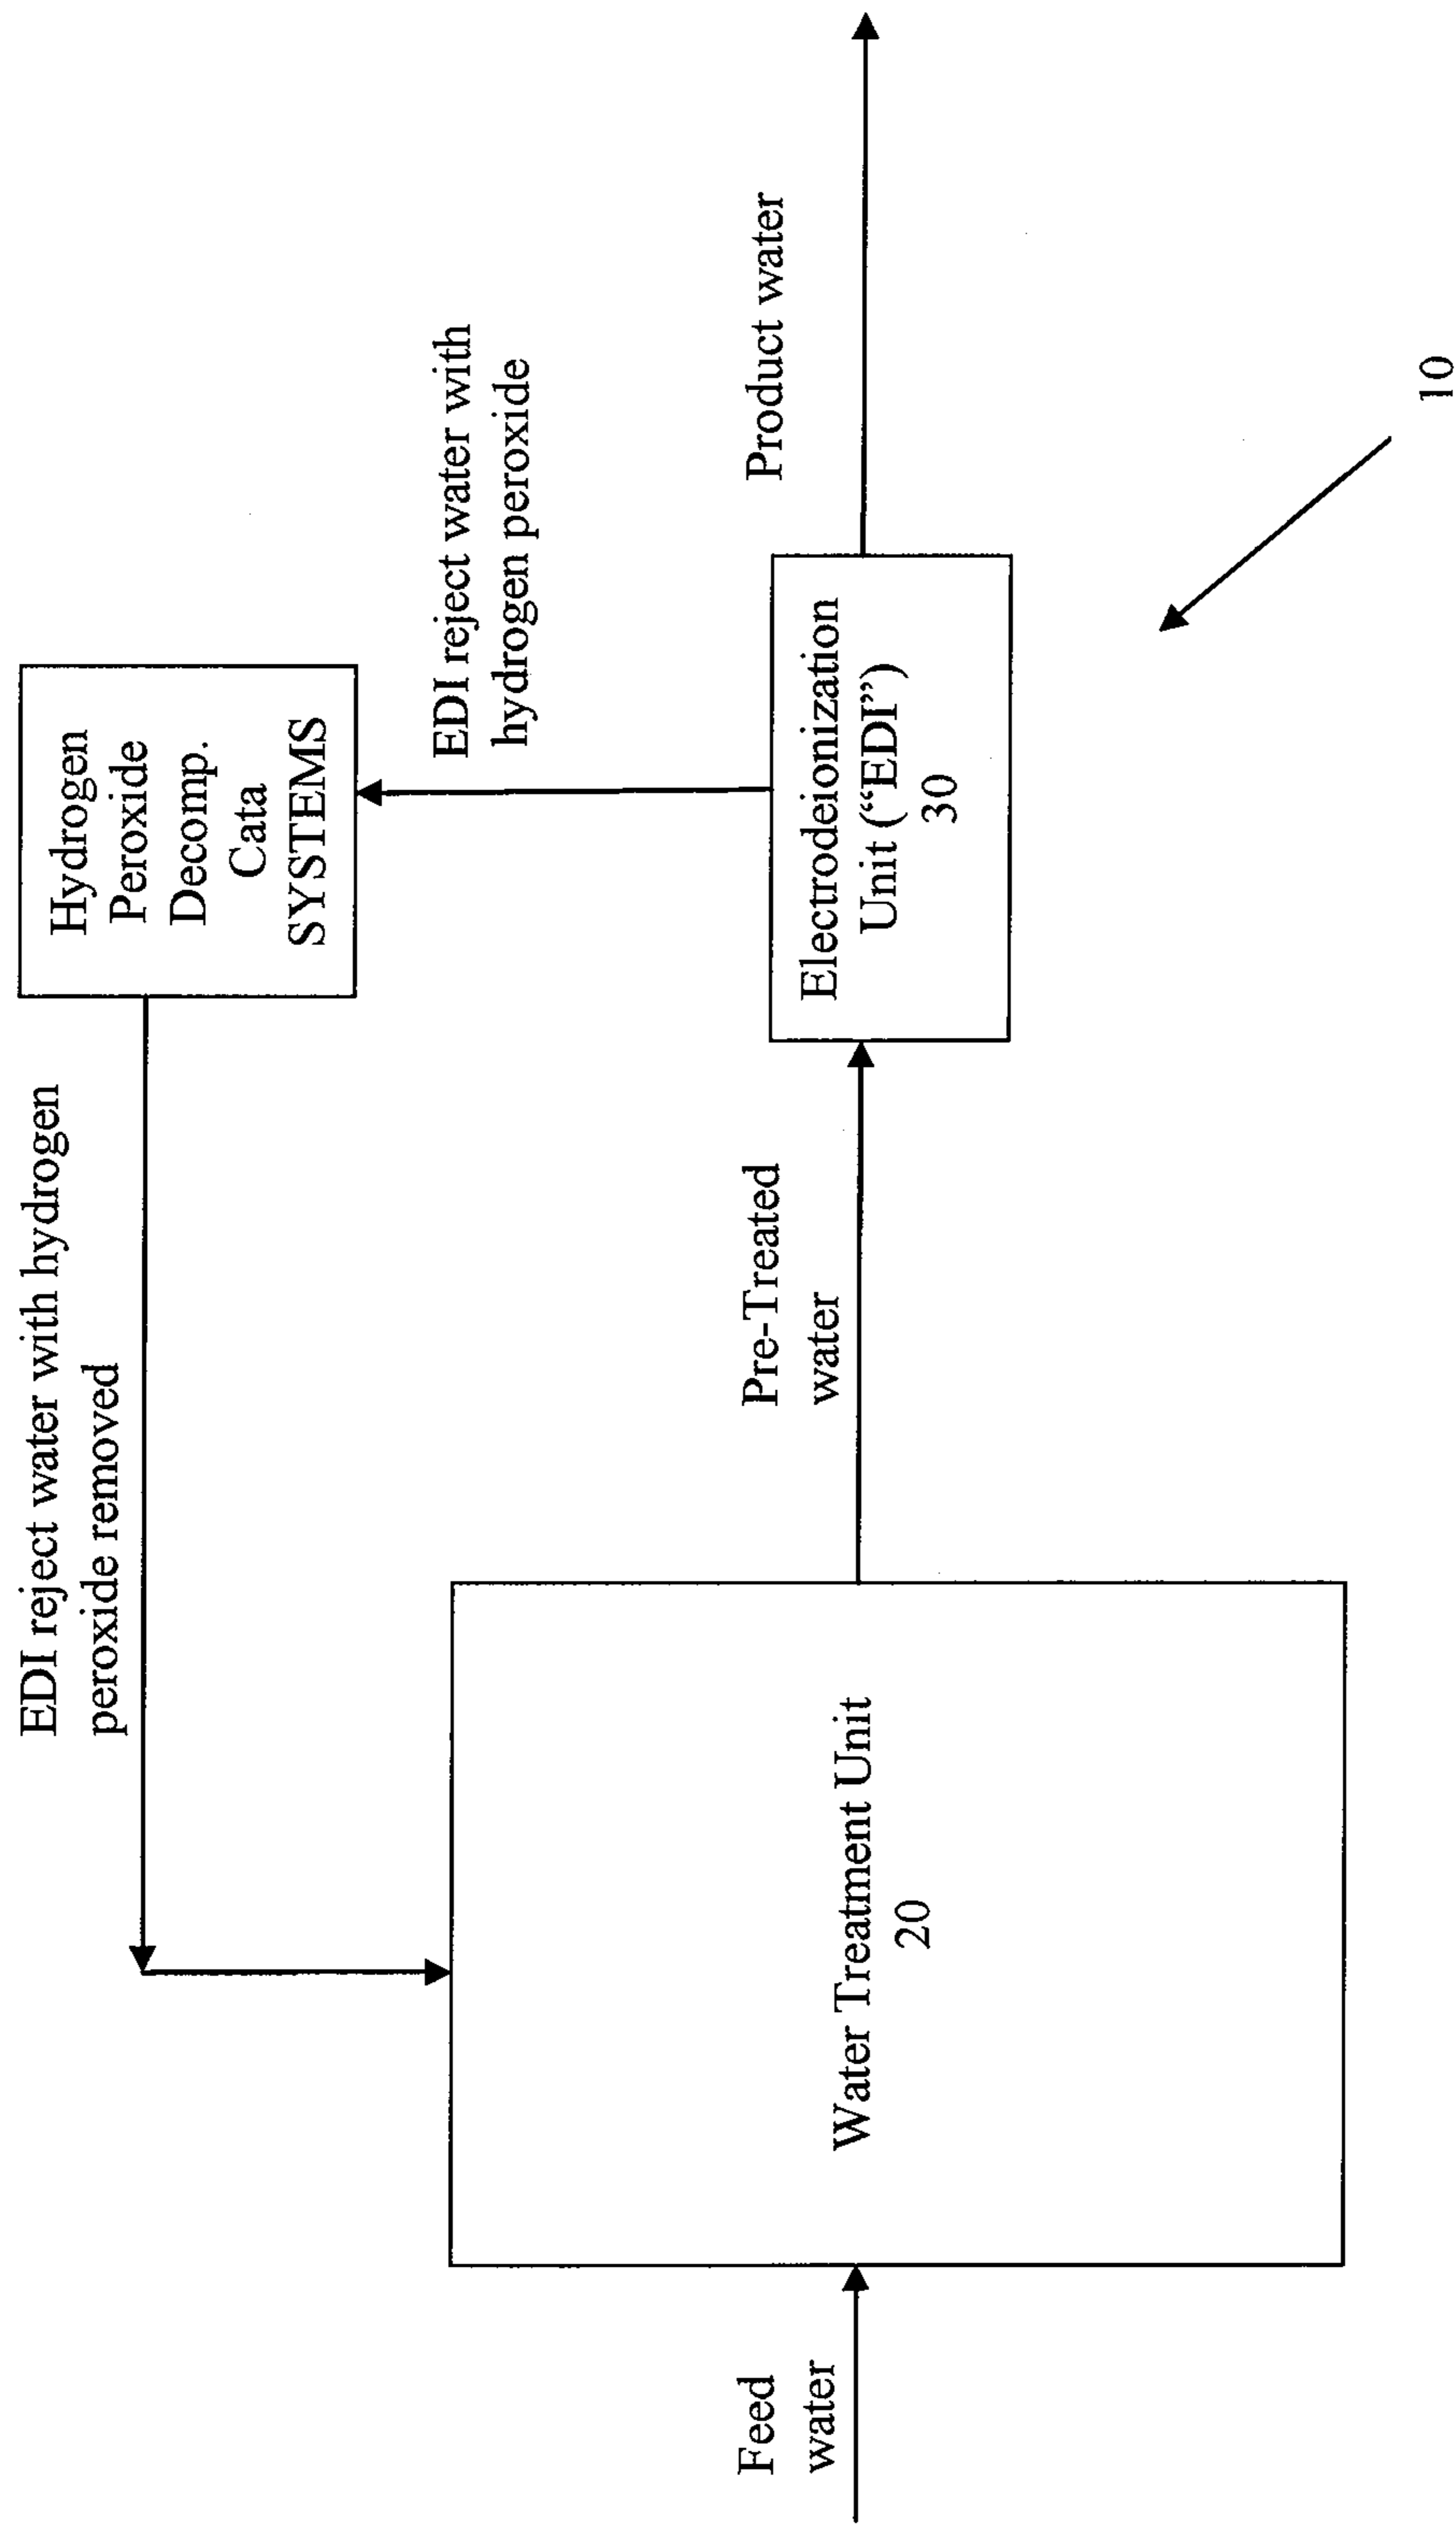 EDI reject water with hydrogen
peroxide removed
Hydrogen
Peroxide
Decomp.
Cata
SYSTEMS
EDI reject water with
hydrogen peroxide
Feed
water
Water Treatment Unit
20
Pre-Treated
water
Electrodeionization
Unit (“EDI”)
30
Product water
10